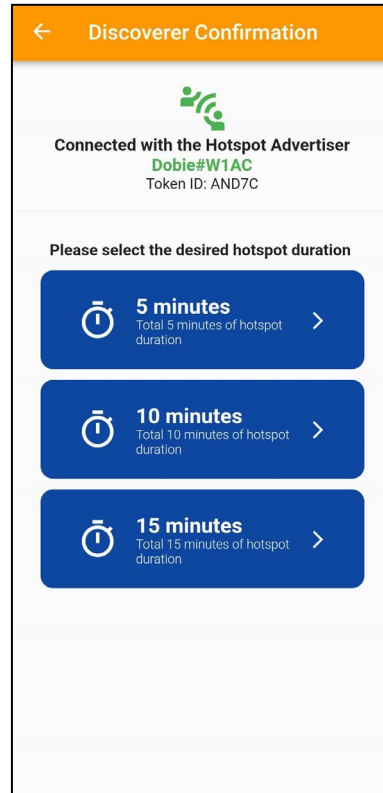 Discoverer Confirmation
Connected with the Hotspot Advertiser
Dobie#W1AC
Token ID: AND7C
Please select the desired hotspot duration
5 minutes
Total 5 minutes of hotspot
duration
10 minutes
Total 10 minutes of hotspot
duration
15 minutes
Total 15 minutes of hotspot
duration